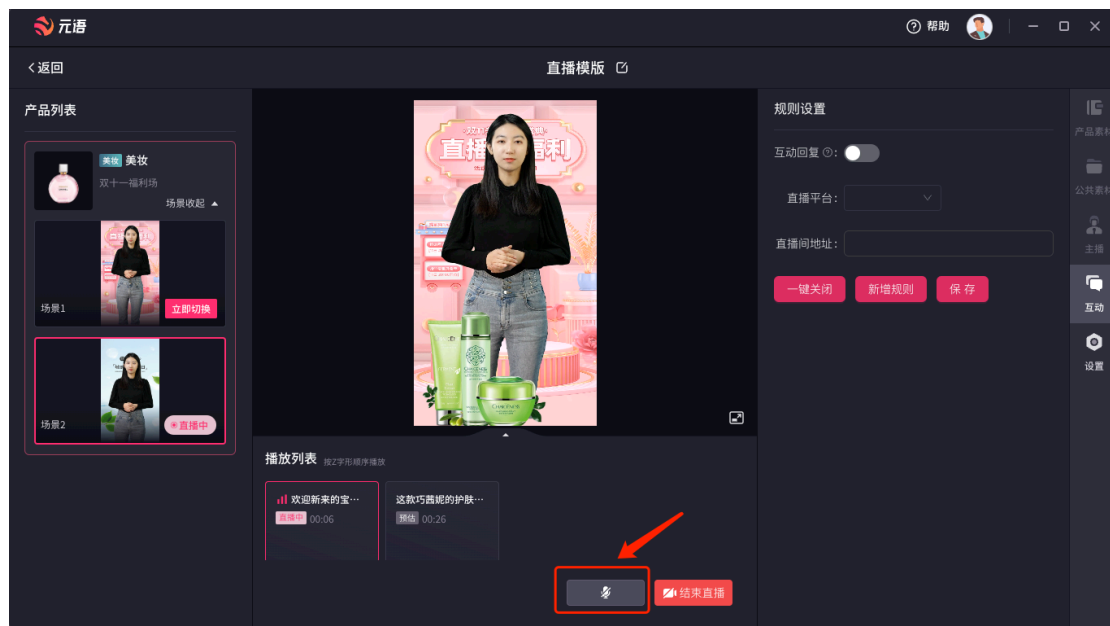 元语
帮助
返回
直播模版
产品列表
美妆 美妆
双十一福利场
场景收起
场景1
立即切换
场景2
直播中
直播福利
播放列表 按Z字形顺序播放
欢迎新来的宝…
直播中 00:06
这款巧茜妮的护肤…
预估 00:26
结束直播
规则设置
互动回复 :
直播平台 :
直播间地址 :
一键关闭
新增规则
保存
产品素材
公共素材
主播
互动
设置